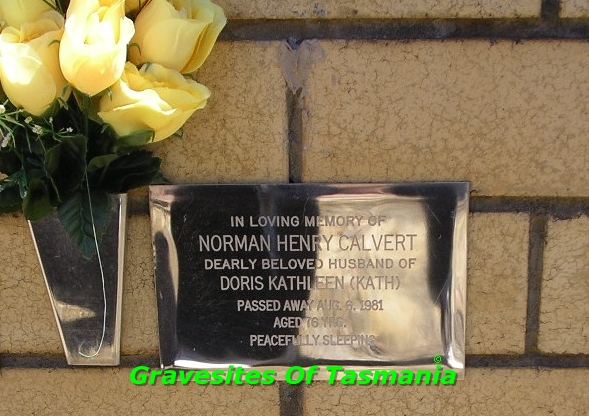 IN LOVING MEMORY OF
NORMAN HENRY CALVERT
DEARLY BELOVED HUSBAND OF
DORIS KATHLEEN (KATH)
PASSED AWAY AUG. 6, 1981
AGED 76 YRS.
PEACEFULLY SLEEPING
©
Gravesites Of Tasmania